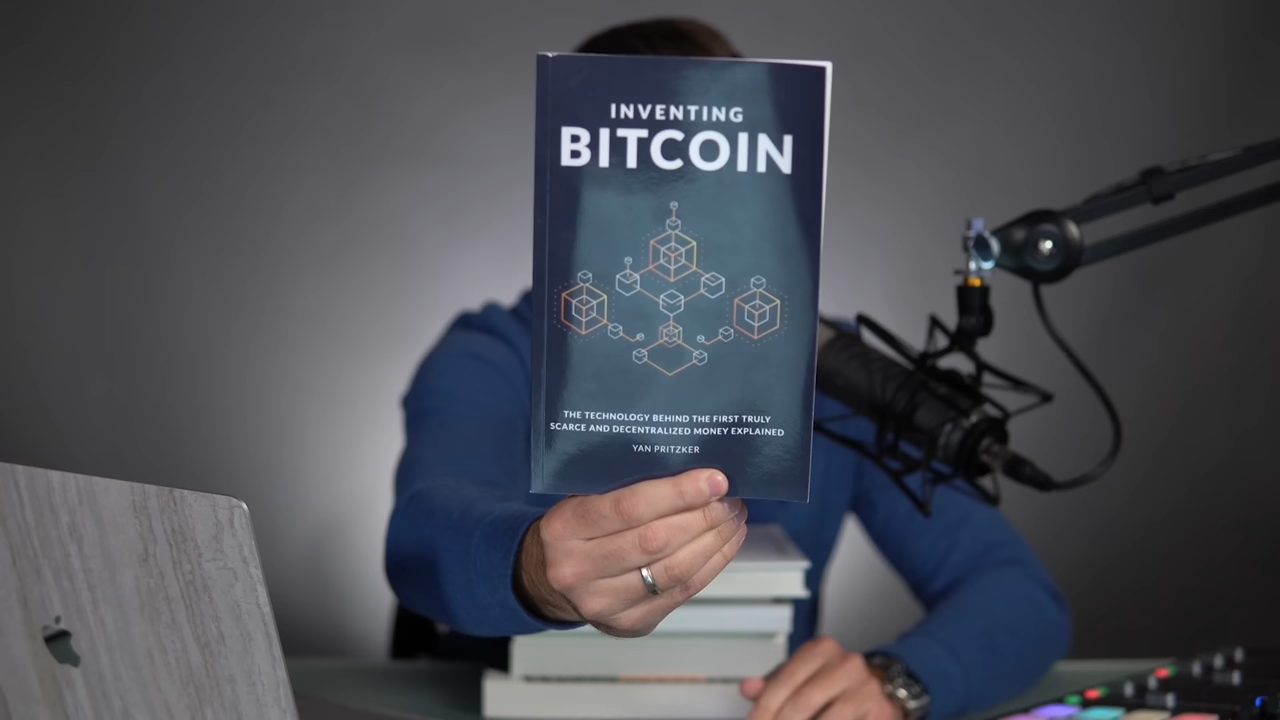 INVENTING
BITCOIN
THE TECHNOLOGY BEHIND THE FIRST TRULY
SCARCE AND DECENTRALIZED MONEY EXPLAINED
YAN PRITZKER